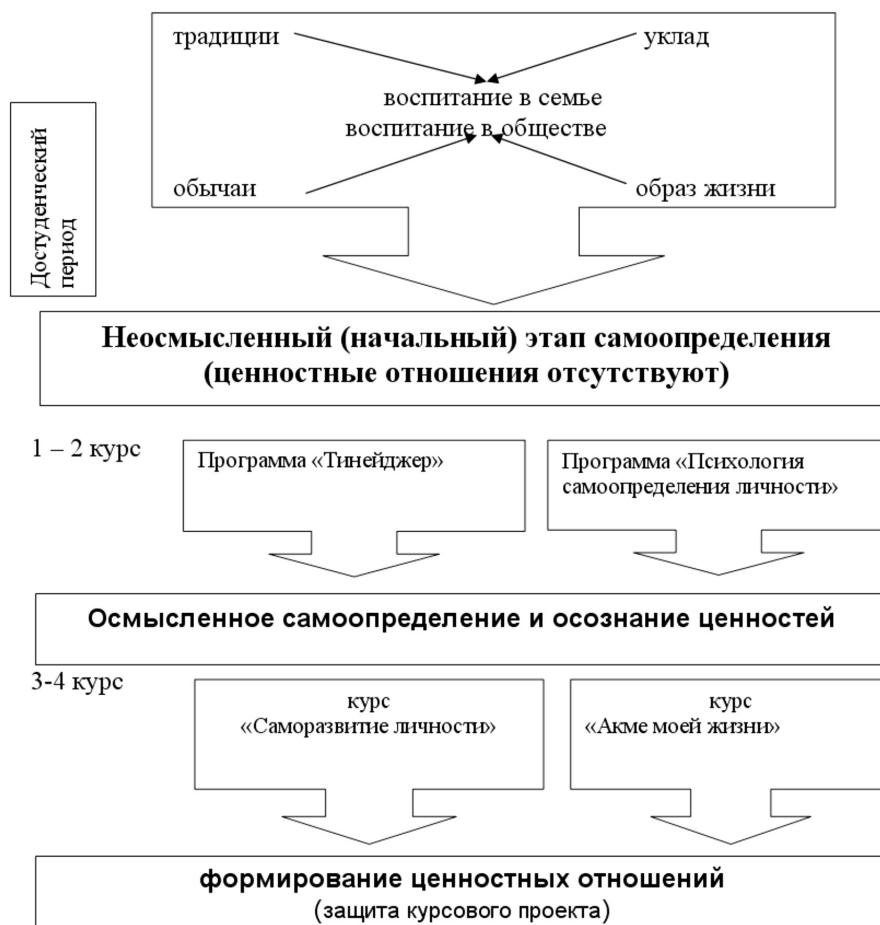 традиции
уклад
воспитание в семье
воспитание в обществе
обычаи
образ жизни
Достуденческий
период
Неосмысленный (начальный) этап самоопределения
(ценностные отношения отсутствуют)
1 – 2 курс
Программа «Тинейджер»
Программа «Психология
самоопределения личности»
Осмысленное самоопределение и осознание ценностей
3-4 курс
курс
«Саморазвитие личности»
курс
«Акме моей жизни»
формирование ценностных отношений
(защита курсового проекта)